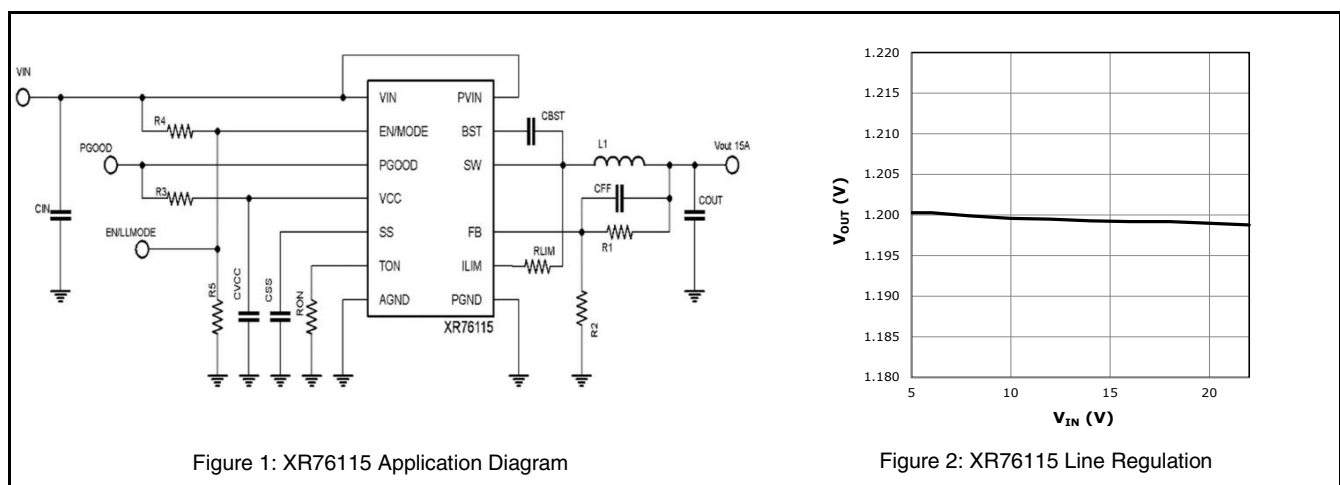 VIN
R4
PGOOD
R3
CIN
EN/LLMODE
R5
CVCC
CSS
RON
VIN
EN/MODE
PGOOD
VCC
SS
TON
AGND
PVIN
BST
SW
FB
ILIM
PGND
XR76115
CBST
L1
Vout 15A
CFF
COUT
R1
RLIM
R2
Figure 1: XR76115 Application Diagram
1.220
1.215
1.210
1.205
1.200
1.195
1.190
1.185
1.180
VOUT (V)
5 10 15 20
VIN (V)
Figure 2: XR76115 Line Regulation